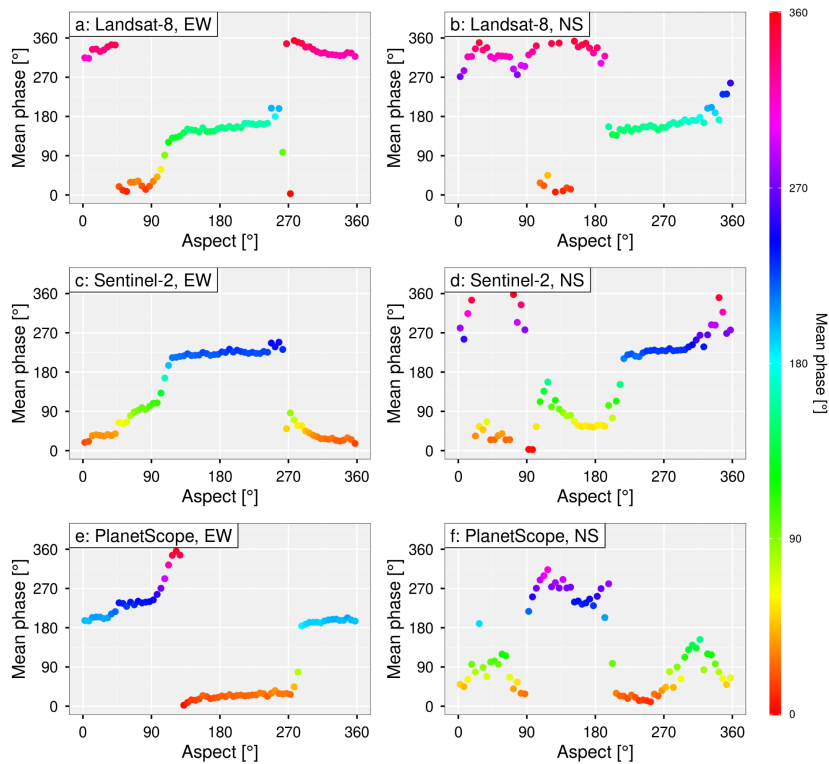 a: Landsat-8, EW
Mean phase [°]
360
270
180
90
0
0 90 180 270 360
Aspect [°]
b: Landsat-8, NS
Mean phase [°]
360
270
180
90
0
0 90 180 270 360
Aspect [°]
c: Sentinel-2, EW
Mean phase [°]
360
270
180
90
0
0 90 180 270 360
Aspect [°]
d: Sentinel-2, NS
Mean phase [°]
360
270
180
90
0
0 90 180 270 360
Aspect [°]
e: PlanetScope, EW
Mean phase [°]
360
270
180
90
0
0 90 180 270 360
Aspect [°]
f: PlanetScope, NS
Mean phase [°]
360
270
180
90
0
0 90 180 270 360
Aspect [°]
360
270
180
90
0
Mean phase [°]